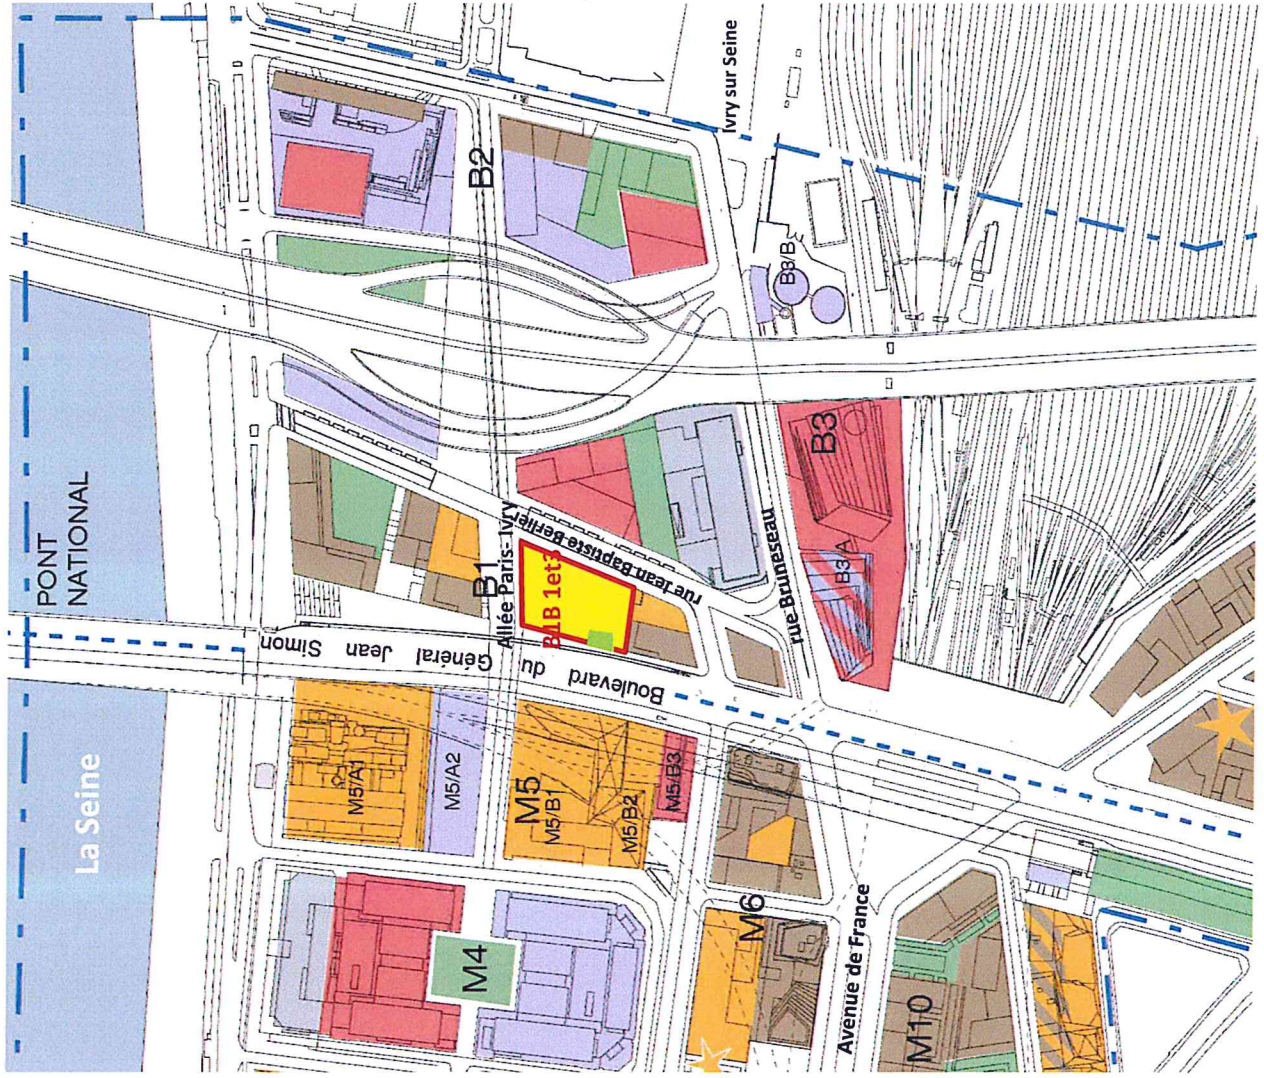 PONT
NATIONAL
La Seine
Ivry sur Seine
B2
B3/B
B1
Allée Paris- Ivry
B1B 1et3
rue Jean Baptiste Berlier
rue Bruneseau
B3
B3/A
Boulevard du Général Jean Simon
M5/A1
M5/A2
M5
M5/B1
M5/B2
M5/B3
M4
M6
Avenue de France
M10